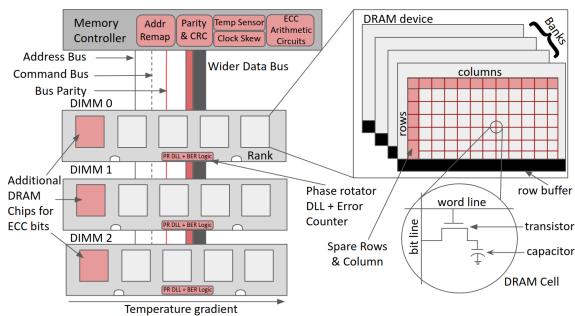 Memory
Controller
Addr
Remap
Parity
& CRC
Temp Sensor
Clock Skew
ECC
Arithmetic
Circuits
Address Bus
Command Bus
Bus Parity
Wider Data Bus
DIMM 0
PR DLL + BER Logic
Rank
DIMM 1
PR DLL + BER Logic
DIMM 2
PR DLL + BER Logic
Additional
DRAM
Chips for
ECC bits
Temperature gradient
Phase rotator
DLL + Error
Counter
DRAM device
Banks
columns
rows
row buffer
Spare Rows
& Column
word line
bit line
transistor
capacitor
DRAM Cell